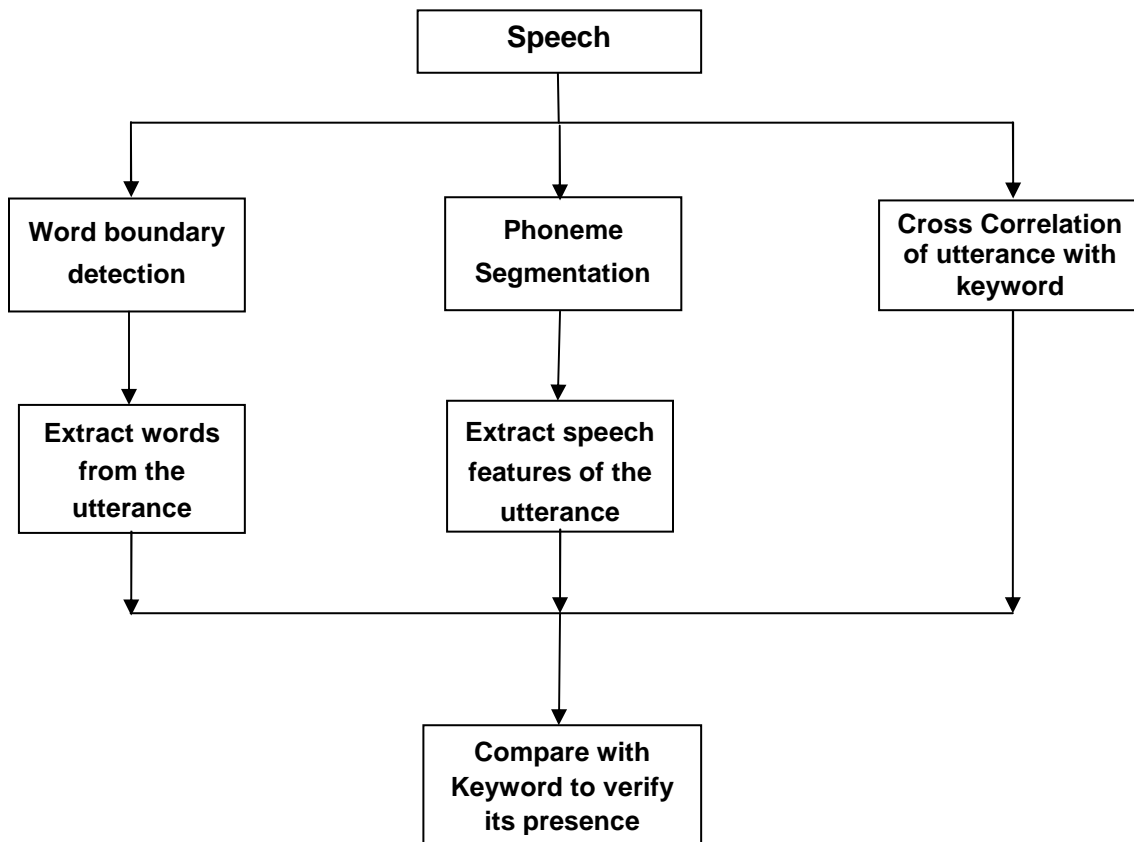 Speech
Word boundary
detection
Phoneme
Segmentation
Cross Correlation
of utterance with
keyword
Extract words
from the
utterance
Extract speech
features of the
utterance
Compare with
Keyword to verify
its presence